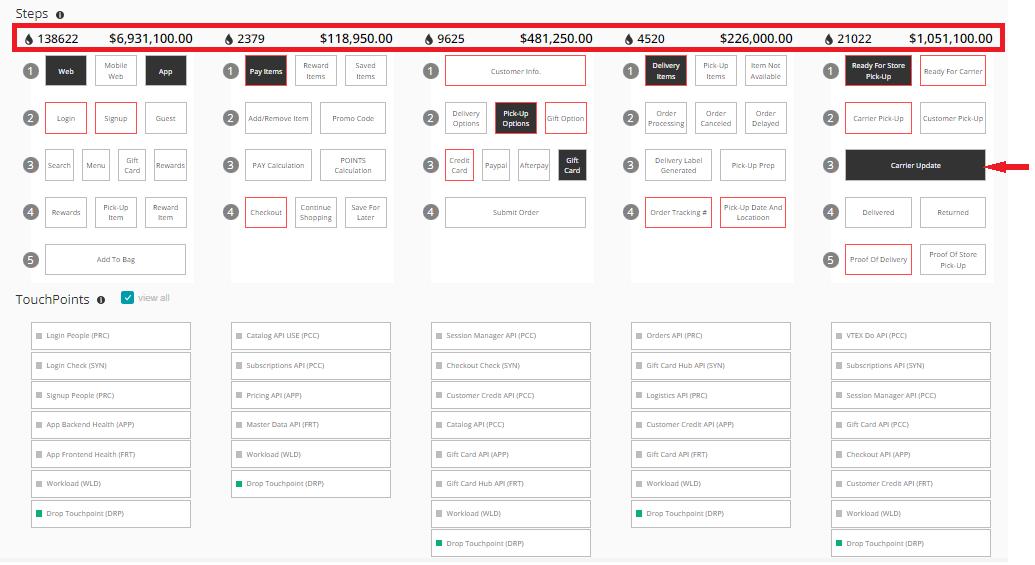 Steps
138622 $6,931,100.00 2379 $118,950.00 9625 $481,250.00 4520 $226,000.00 21022 $1,051,100.00
1 Web Mobile Web App
2 Login Signup Guest
3 Search Menu Gift Card Rewards
4 Rewards Pick-Up Item Reward Item
5 Add To Bag
1 Pay Items Reward Items Saved Items
2 Add/Remove Item Promo Code
3 PAY Calculation POINTS Calculation
4 Checkout Continue Shopping Save For Later
1 Customer Info.
2 Delivery Options Pick-Up Options Gift Option
3 Credit Card Paypal Afterpay Gift Card
4 Submit Order
1 Delivery Items Pick-Up Items Item Not Available
2 Order Processing Order Canceled Order Delayed
3 Delivery Label Generated Pick-Up Prep
4 Order Tracking # Pick-Up Date And Locatioon
1 Ready For Store Pick-Up Ready For Carrier
2 Carrier Pick-Up Customer Pick-Up
3 Carrier Update
4 Delivered Returned
5 Proof Of Delivery Proof Of Store Pick-Up
TouchPoints view all
Login People (PRC)
Login Check (SYN)
Signup People (PRC)
App Backend Health (APP)
App Frontend Health (FRT)
Workload (WLD)
Drop Touchpoint (DRP)
Catalog API USE (PCC)
Subscriptions API (PCC)
Pricing API (APP)
Master Data API (FRT)
Workload (WLD)
Drop Touchpoint (DRP)
Session Manager API (PCC)
Checkout Check (SYN)
Customer Credit API (PCC)
Catalog API (PCC)
Gift Card API (APP)
Gift Card Hub API (FRT)
Workload (WLD)
Drop Touchpoint (DRP)
Orders API (PRC)
Gift Card Hub API (SYN)
Logistics API (PRC)
Customer Credit API (APP)
Gift Card API (FRT)
Workload (WLD)
Drop Touchpoint (DRP)
VTEX Do API (PCC)
Subscriptions API (SYN)
Session Manager API (PCC)
Gift Card API (PCC)
Checkout API (APP)
Customer Credit API (FRT)
Workload (WLD)
Drop Touchpoint (DRP)